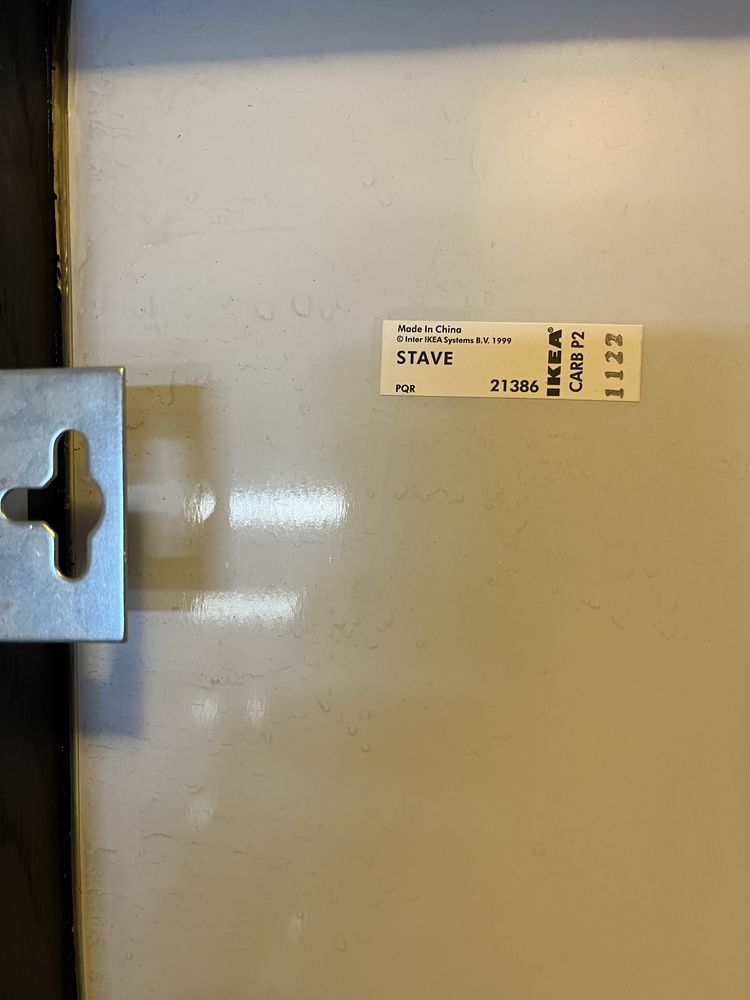 Made In China
© Inter IKEA Systems B.V. 1999
STAVE
PQR 21386
IKEA®
CARB P2
1122